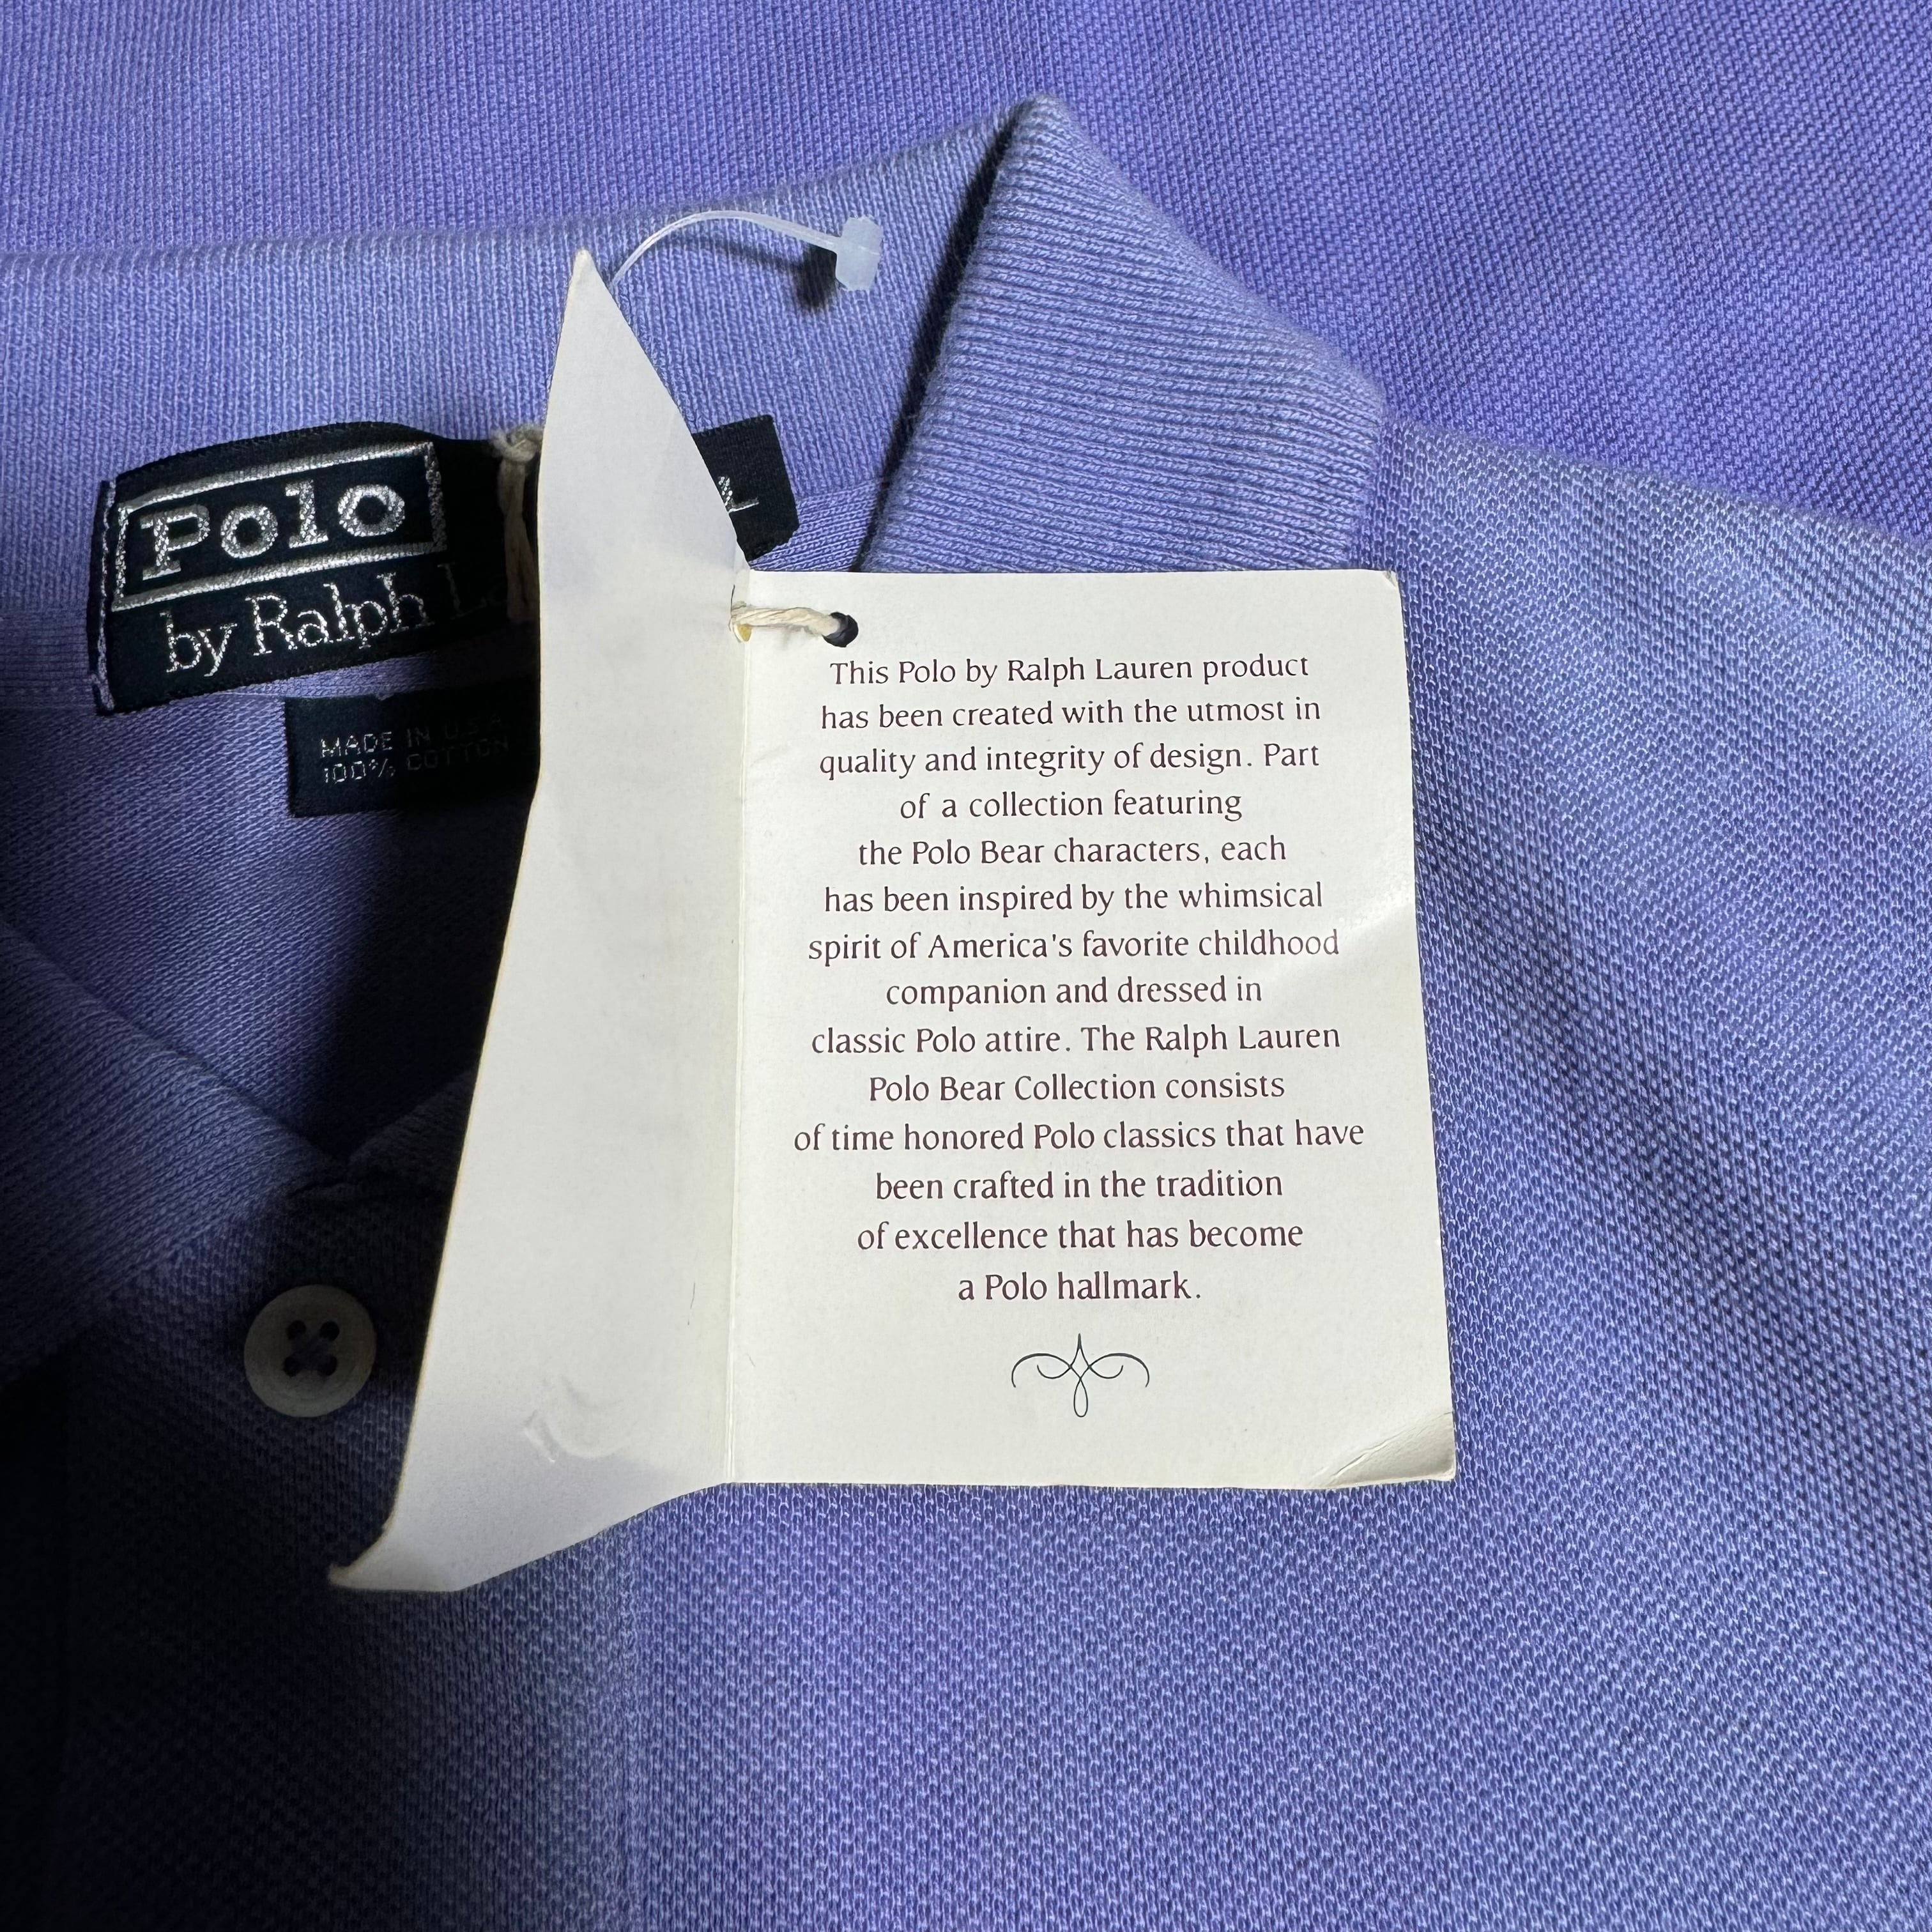 Polo
by Ralph L
L
MADE IN U.S.A.
100% COTTON
This Polo by Ralph Lauren product
has been created with the utmost in
quality and integrity of design. Part
of a collection featuring
the Polo Bear characters, each
has been inspired by the whimsical
spirit of America's favorite childhood
companion and dressed in
classic Polo attire. The Ralph Lauren
Polo Bear Collection consists
of time honored Polo classics that have
been crafted in the tradition
of excellence that has become
a Polo hallmark.